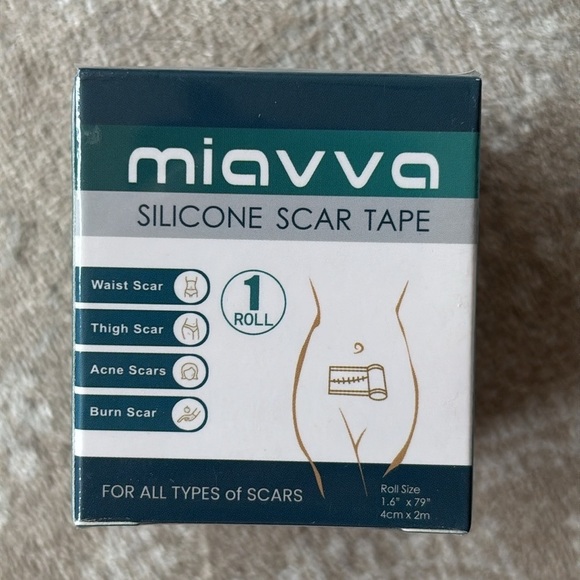 miavva
SILICONE SCAR TAPE
Waist Scar
Thigh Scar
Acne Scars
Burn Scar
1
ROLL
FOR ALL TYPES of SCARS
Roll Size
1.6" x 79"
4cm x 2m